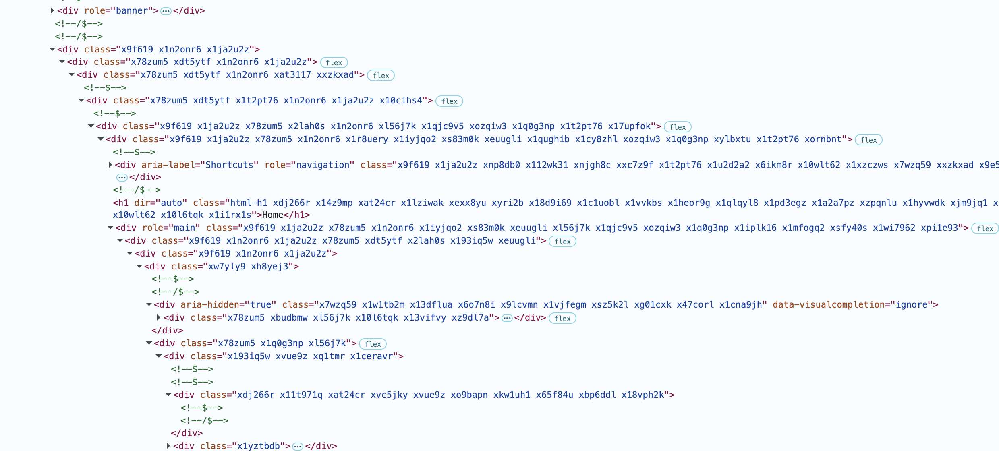 <div role="banner"> ••• </div>
<!--/$-->
<!--/$-->
<div class="x9f619 x1n2onr6 x1ja2u2z">
<div class="x78zum5 xdt5ytf x1n2onr6 x1ja2u2z"> flex
<div class="x78zum5 xdt5ytf x1n2onr6 xat3117 xxzkxad"> flex
<!--$-->
<div class="x78zum5 xdt5ytf x1t2pt76 x1n2onr6 x1ja2u2z x10cihs4"> flex
<!--$-->
<div class="x9f619 x1ja2u2z x78zum5 x2lah0s x1n2onr6 xl56j7k x1qjc9v5 xozqiw3 x1q0g3np x1t2pt76 x17upfok"> flex
<div class="x9f619 x1ja2u2z x78zum5 x1n2onr6 x1r8uery x1iyjqo2 xs83m0k xeuugli x1qughib x1cy8zhl xozqiw3 x1q0g3np xylbxtu x1t2pt76 xornbnt"> flex
<!--$-->
<div aria-label="Shortcuts" role="navigation" class="x9f619 x1ja2u2z xnp8db0 x112wk31 xnjgh8c xxc7z9f x1t2pt76 x1u2d2a2 x6ikm8r x10wlt62 x1xzczws x7wzq59 xxzkxad x9e5
••• </div>
<!--/$-->
<h1 dir="auto" class="html-h1 xdj266r x14z9mp xat24cr x1lziwak xexx8yu xyri2b x18d9i69 x1c1uobl x1vvkbs x1heor9g x1qlqyl8 x1pd3egz x1a2a7pz xzpqnlu x1hyvwdk xjm9jq1 x
x10wlt62 x10l6tqk x1i1rx1s">Home</h1>
<div role="main" class="x9f619 x1ja2u2z x78zum5 x1n2onr6 x1iyjqo2 xs83m0k xeuugli xl56j7k x1qjc9v5 xozqiw3 x1q0g3np x1iplk16 x1mfogq2 xsfy40s x1wi7962 xpi1e93"> flex
<div class="x9f619 x1n2onr6 x1ja2u2z x78zum5 xdt5ytf x2lah0s x193iq5w xeuugli"> flex
<div class="x9f619 x1n2onr6 x1ja2u2z">
<div class="xw7yly9 xh8yej3">
<!--$-->
<!--/$-->
<div aria-hidden="true" class="x7wzq59 x1w1tb2m x13dflua x6o7n8i x9lcvmn x1vjfegm xsz5k2l xg01cxk x47corl x1cna9jh" data-visualcompletion="ignore">
<div class="x78zum5 xbudbmw xl56j7k x10l6tqk x13vifvy xz9dl7a"> ••• </div> flex
</div>
<div class="x78zum5 x1q0g3np xl56j7k"> flex
<div class="x193iq5w xvue9z xq1tmr x1ceravr">
<!--$-->
<!--$-->
<div class="xdj266r x11t971q xat24cr xvc5jky xvue9z xo9bapn xkw1uh1 x65f84u xbp6ddl x18vph2k">
<!--$-->
<!--/$-->
</div>
<div class="x1yztbdb"> ••• </div>